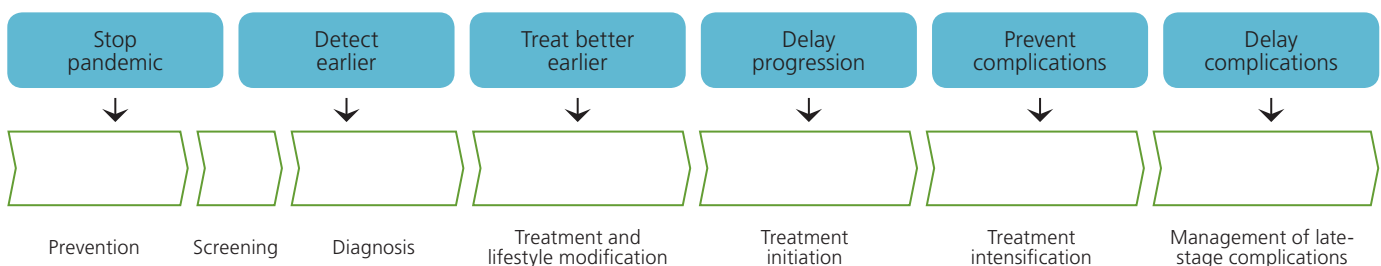 Stop
pandemic
Detect
earlier
Treat better
earlier
Delay
progression
Prevent
complications
Delay
complications
Prevention
Screening
Diagnosis
Treatment and
lifestyle modification
Treatment
initiation
Treatment
intensification
Management of late-
stage complications